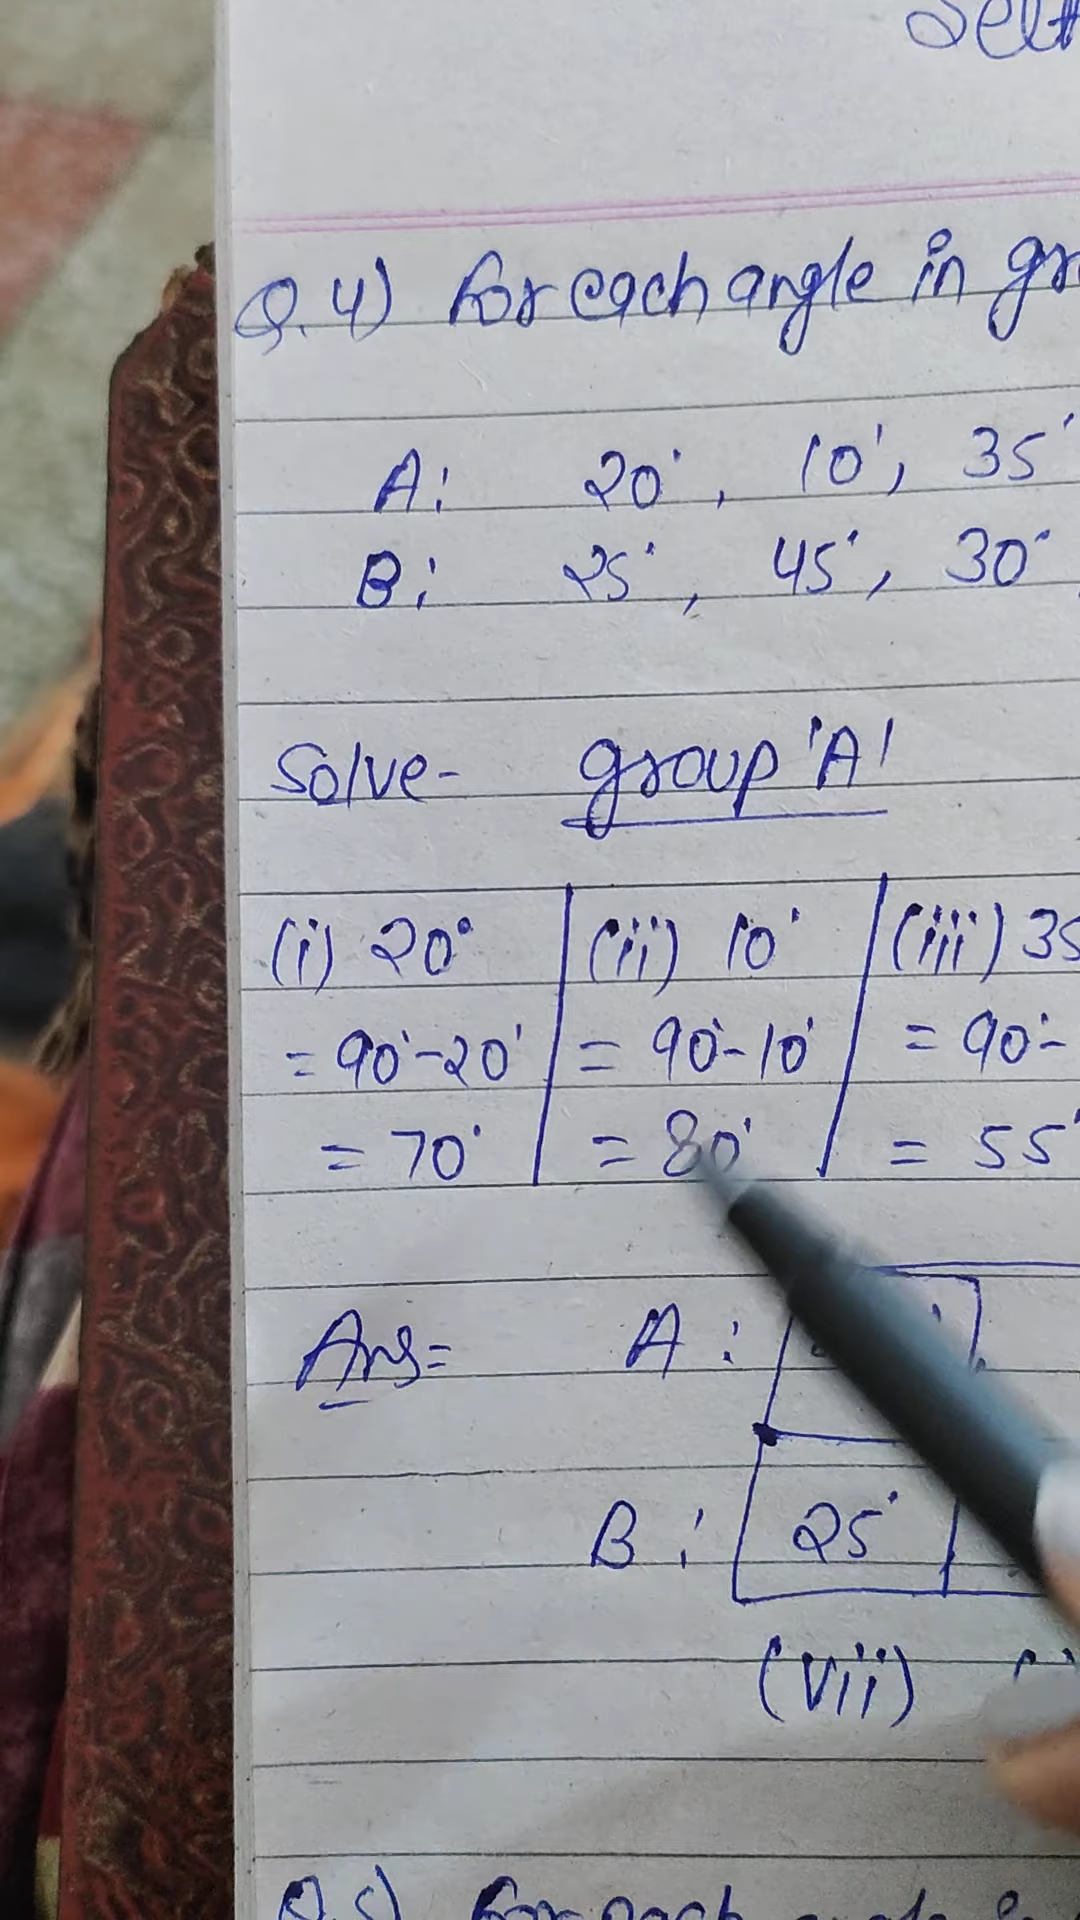 Q.4) for each angle in gr
A: 20°, 10°, 35°
B: 25°, 45°, 30°
Solve- group 'A'
(i) 20° (ii) 10° (iii) 35
= 90°-20° = 90°-10° = 90°-
= 70° = 80° = 55°
Ans= A:
B: 25°
(Vii)